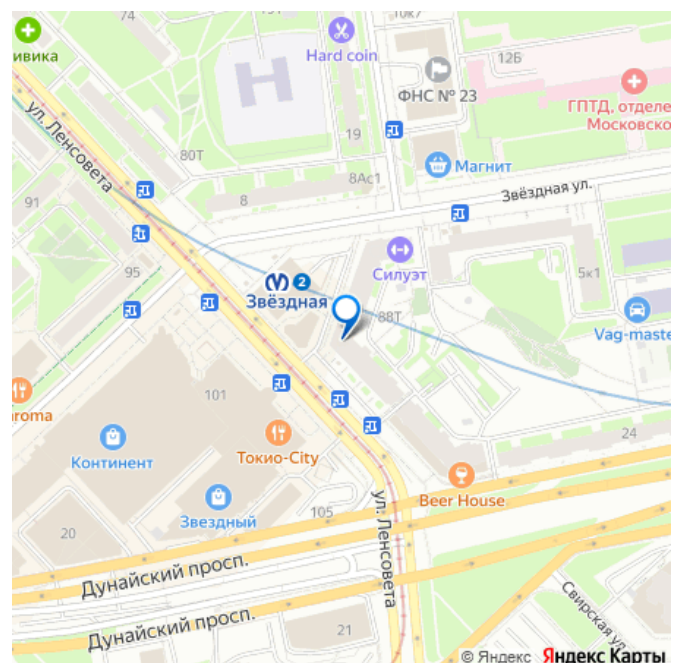 74
10к7
ивика
Hard coin
12Б
ФНС № 23
ГПТД, отделе
Московско
ул. Ленсовета
19
80Т
Магнит
8Ас1
Звёздная ул.
91
8
Силуэт
95
2
5к1
Звёздная
88Т
Vag-maste
101
aroma
Токио-City
24
Континент
Beer House
Звездный
105
ул. Ленсовета
20
Дунайский просп.
Свирская ул.
Дунайский просп.
21
© Яндекс Яндекс Карты